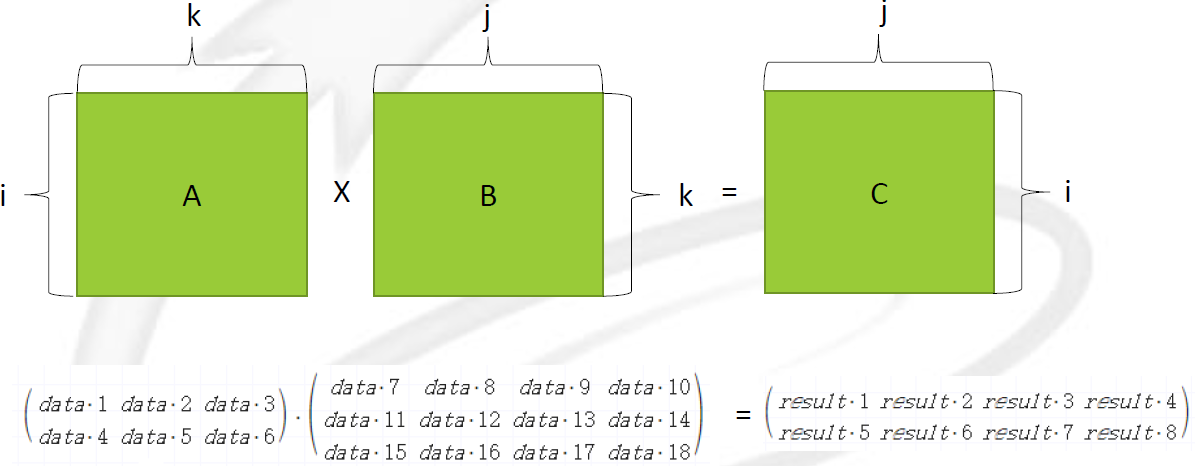 k j j
i A X B k = C i
data·1 data·2 data·3
data·4 data·5 data·6
·
data·7 data·8 data·9 data·10
data·11 data·12 data·13 data·14
data·15 data·16 data·17 data·18
=
result·1 result·2 result·3 result·4
result·5 result·6 result·7 result·8